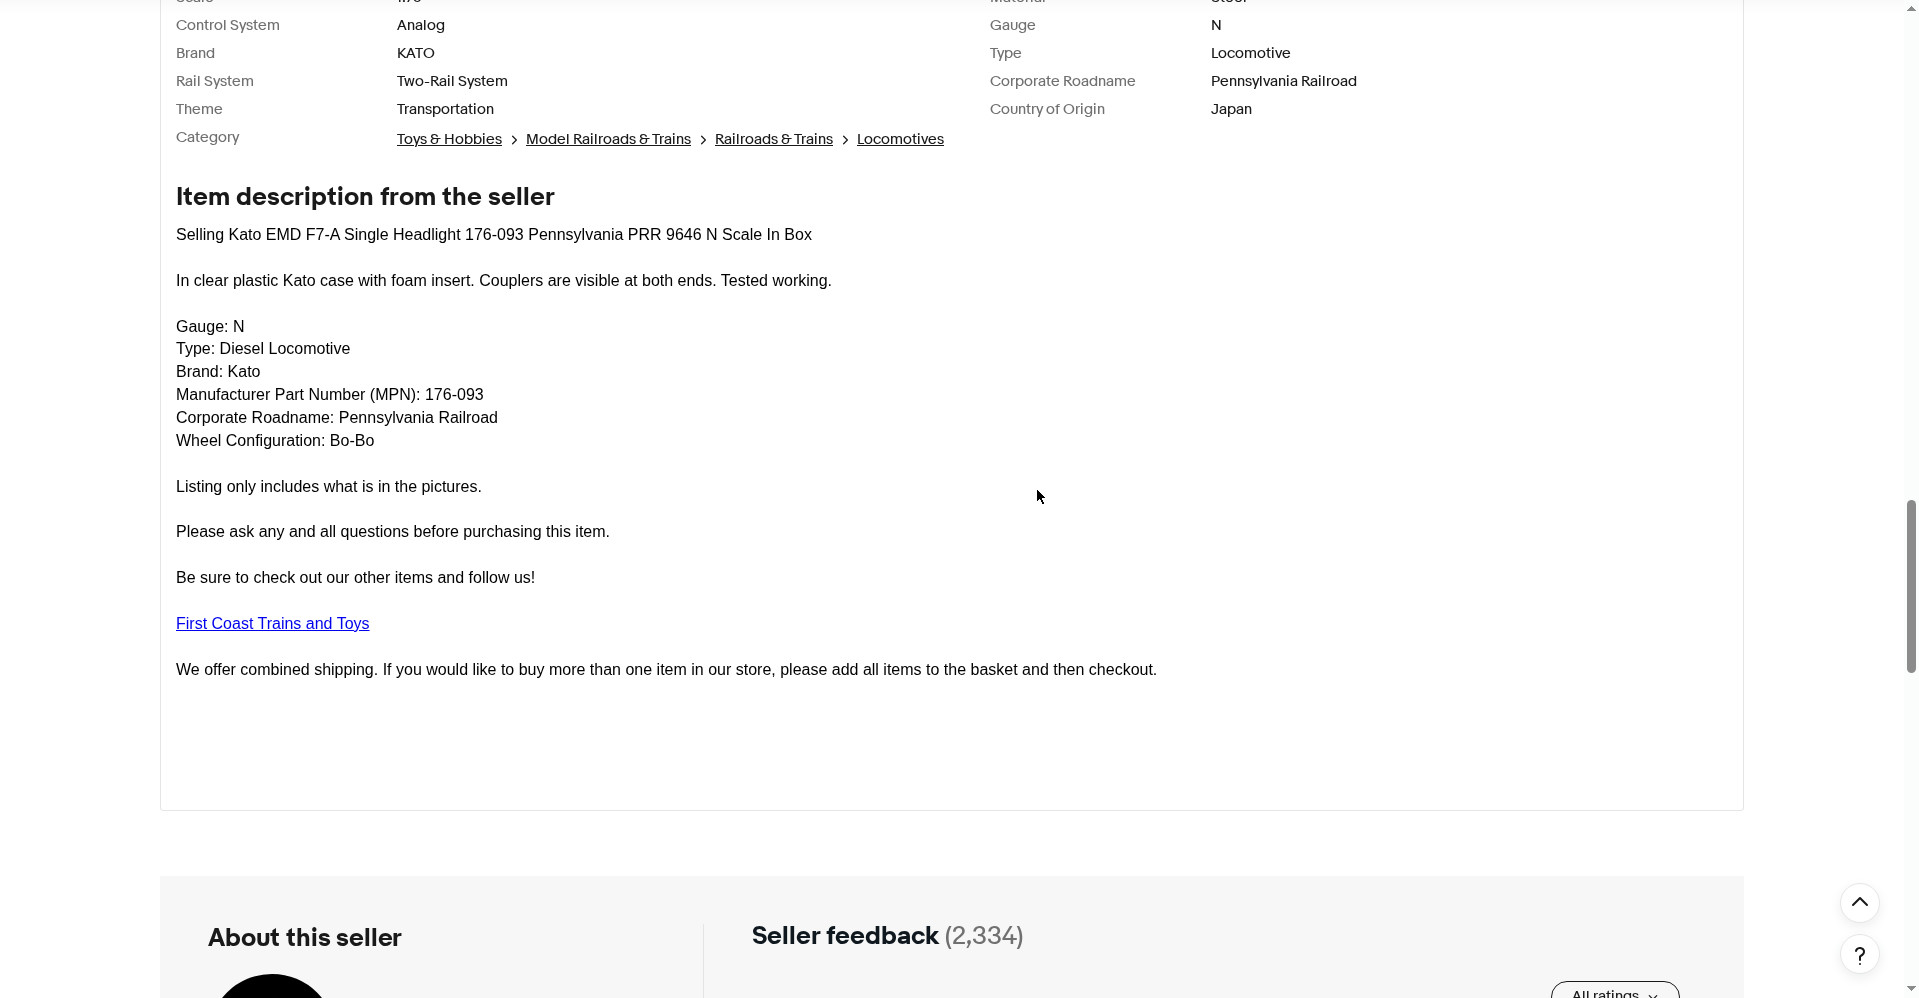 Control System Analog Gauge N
Brand KATO Type Locomotive
Rail System Two-Rail System Corporate Roadname Pennsylvania Railroad
Theme Transportation Country of Origin Japan
Category Toys & Hobbies > Model Railroads & Trains > Railroads & Trains > Locomotives
Item description from the seller
Selling Kato EMD F7-A Single Headlight 176-093 Pennsylvania PRR 9646 N Scale In Box
In clear plastic Kato case with foam insert. Couplers are visible at both ends. Tested working.
Gauge: N
Type: Diesel Locomotive
Brand: Kato
Manufacturer Part Number (MPN): 176-093
Corporate Roadname: Pennsylvania Railroad
Wheel Configuration: Bo-Bo
Listing only includes what is in the pictures.
Please ask any and all questions before purchasing this item.
Be sure to check out our other items and follow us!
First Coast Trains and Toys
We offer combined shipping. If you would like to buy more than one item in our store, please add all items to the basket and then checkout.
About this seller
Seller feedback (2,334)
All ratings
?